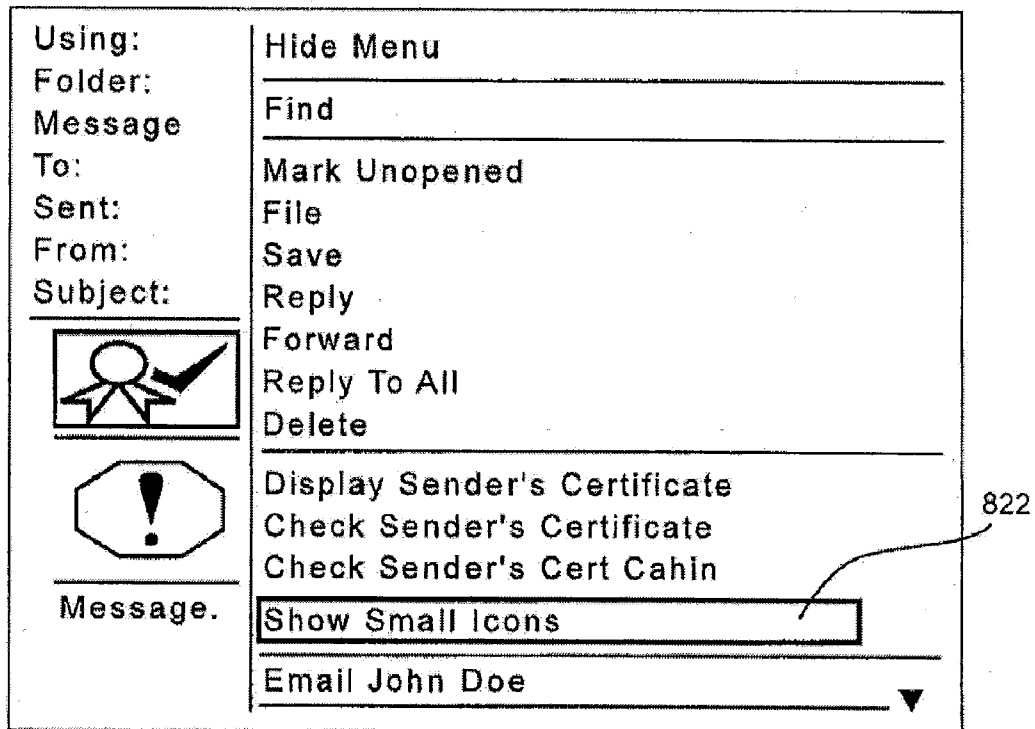 Using:
Folder:
Message
To:
Sent:
From:
Subject:
!
Message.
Hide Menu
Find
Mark Unopened
File
Save
Reply
Forward
Reply To All
Delete
Display Sender's Certificate
Check Sender's Certificate
Check Sender's Cert Cahin
Show Small Icons
Email John Doe
822